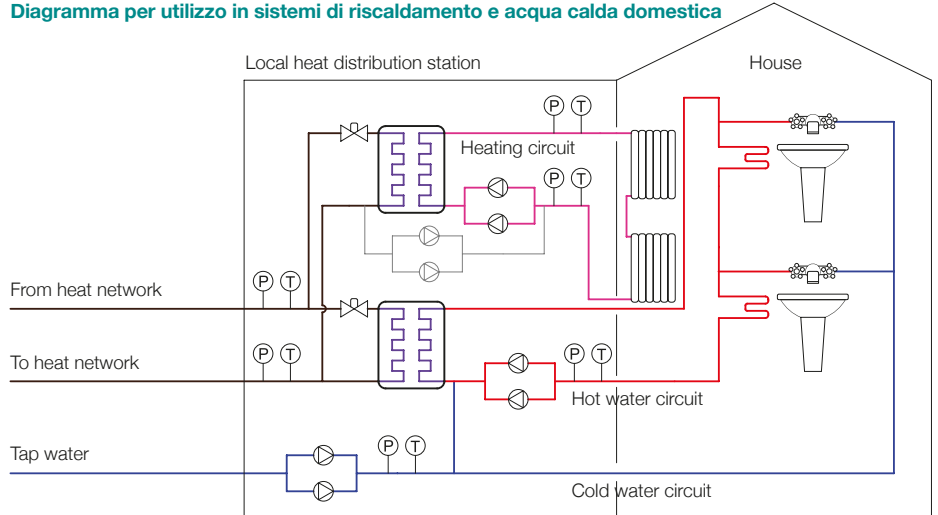 Diagramma per utilizzo in sistemi di riscaldamento e acqua calda domestica
Local heat distribution station
House
P T
Heating circuit
P T
From heat network
P T
To heat network
P T
P T
Hot water circuit
Tap water
P T
Cold water circuit